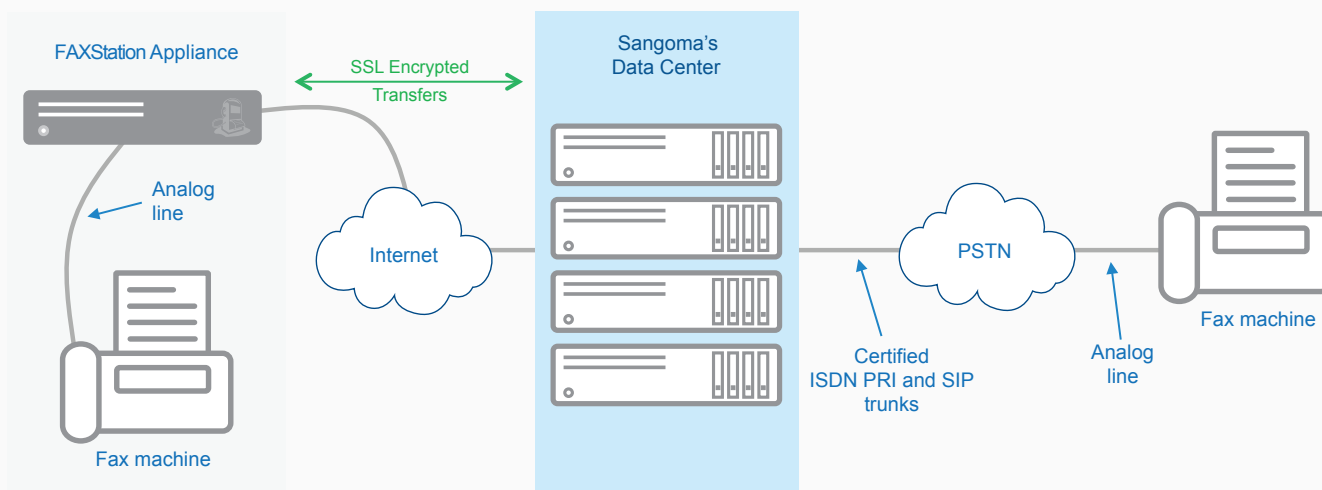 FAXStation Appliance
SSL Encrypted
Transfers
Sangoma's
Data Center
Analog
line
Internet
PSTN
Fax machine
Certified
ISDN PRI and SIP
trunks
Analog
line
Fax machine